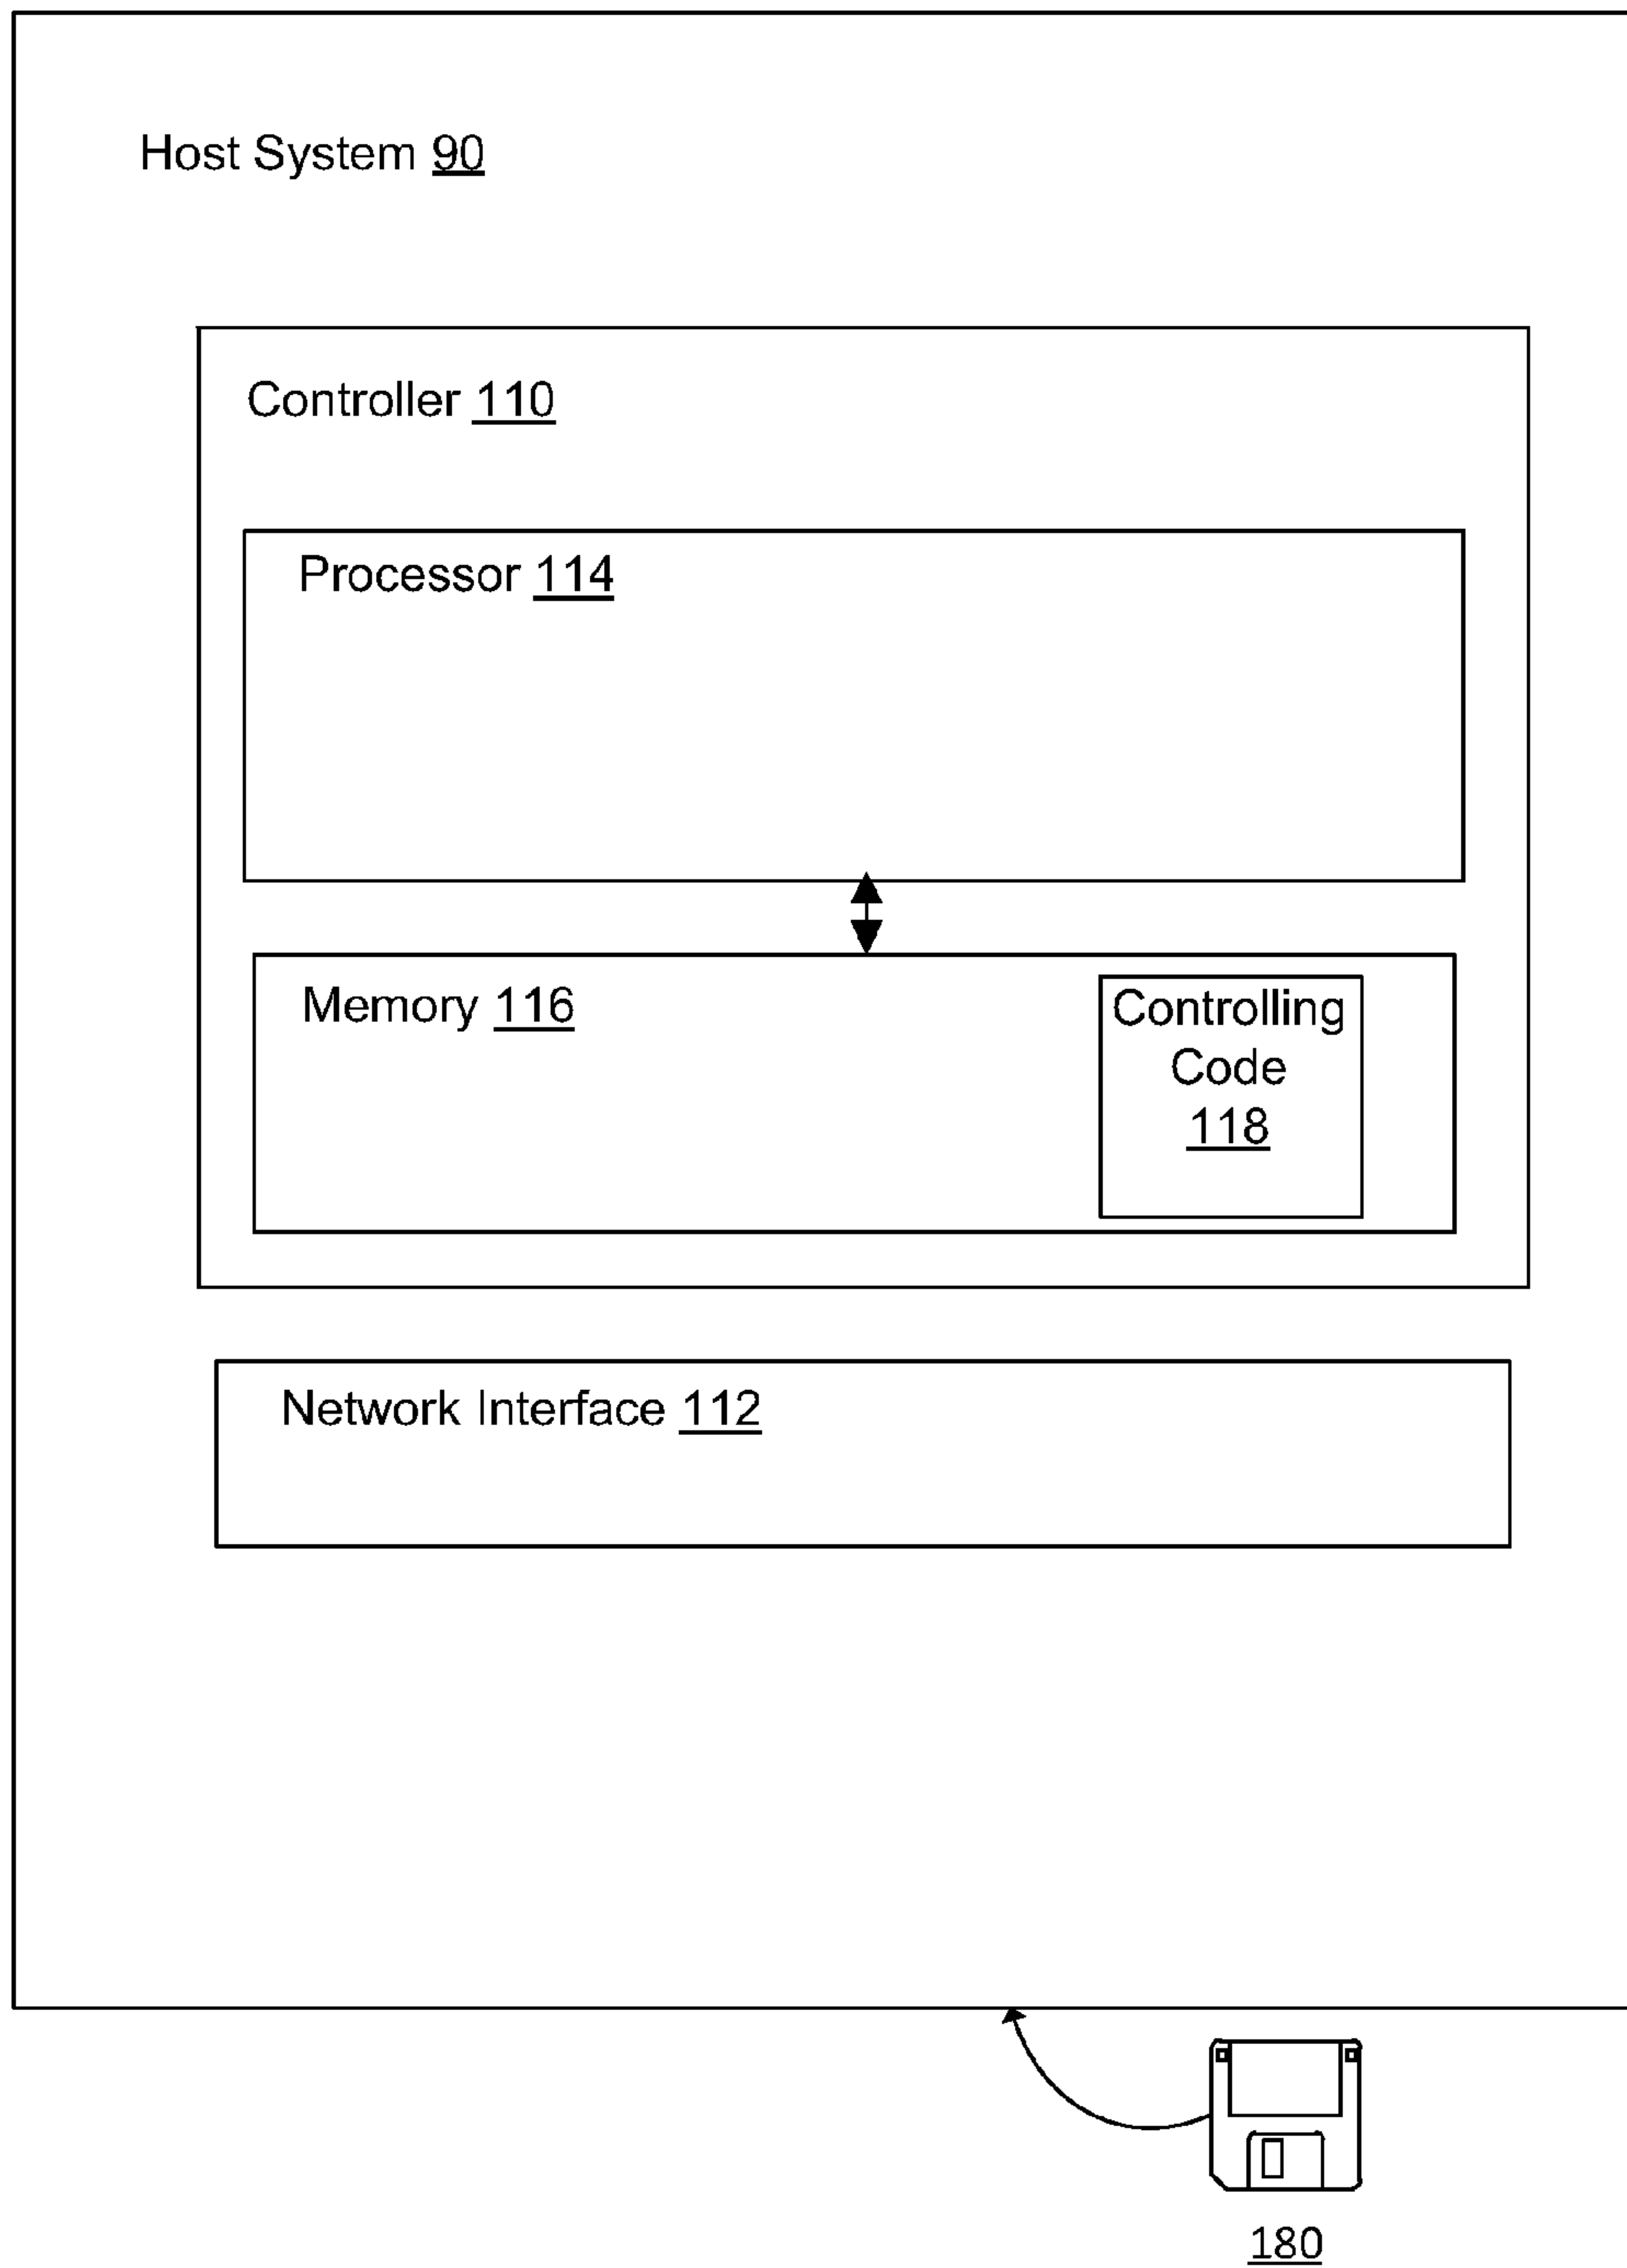 Host System 90
Controller 110
Processor 114
Memory 116
Controlling
Code
118
Network Interface 112
180